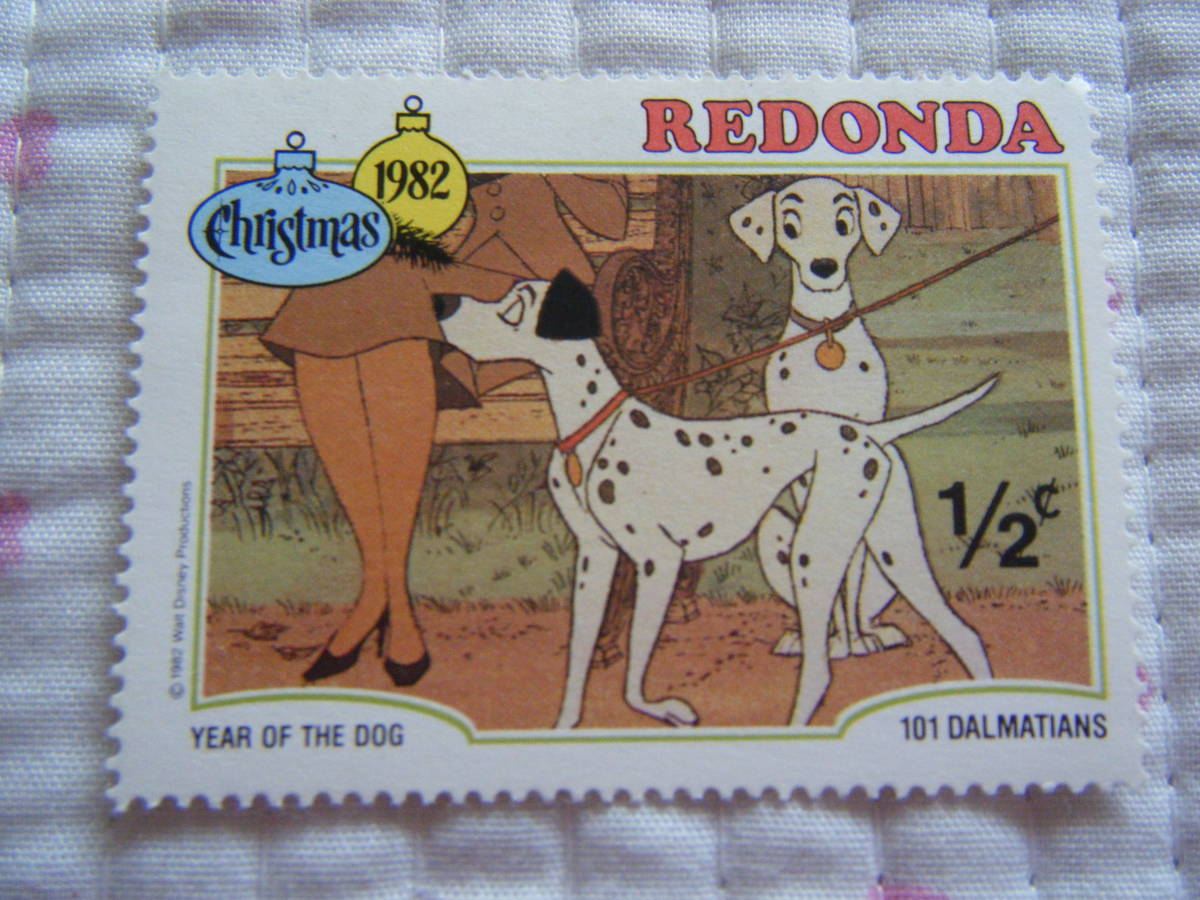 REDONDA
1982
Christmas
1/2¢
© 1982 Walt Disney Productions
YEAR OF THE DOG
101 DALMATIANS